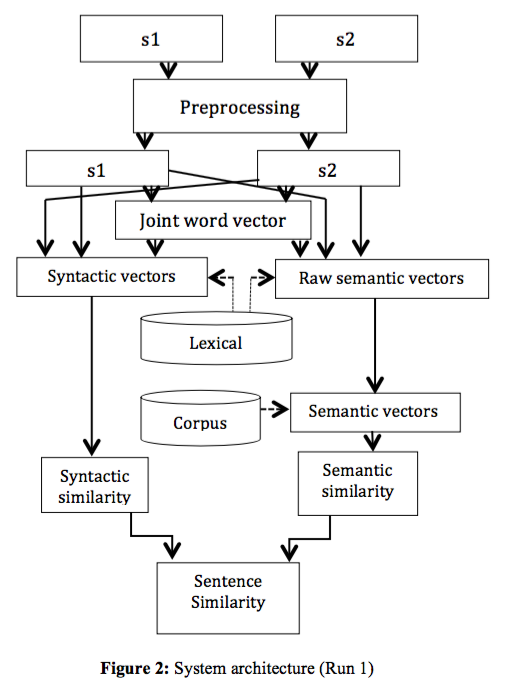 s1
s2
Preprocessing
s1
s2
Joint word vector
Syntactic vectors
Raw semantic vectors
Lexical
Corpus
Semantic vectors
Syntactic
similarity
Semantic
similarity
Sentence
Similarity
Figure 2: System architecture (Run 1)